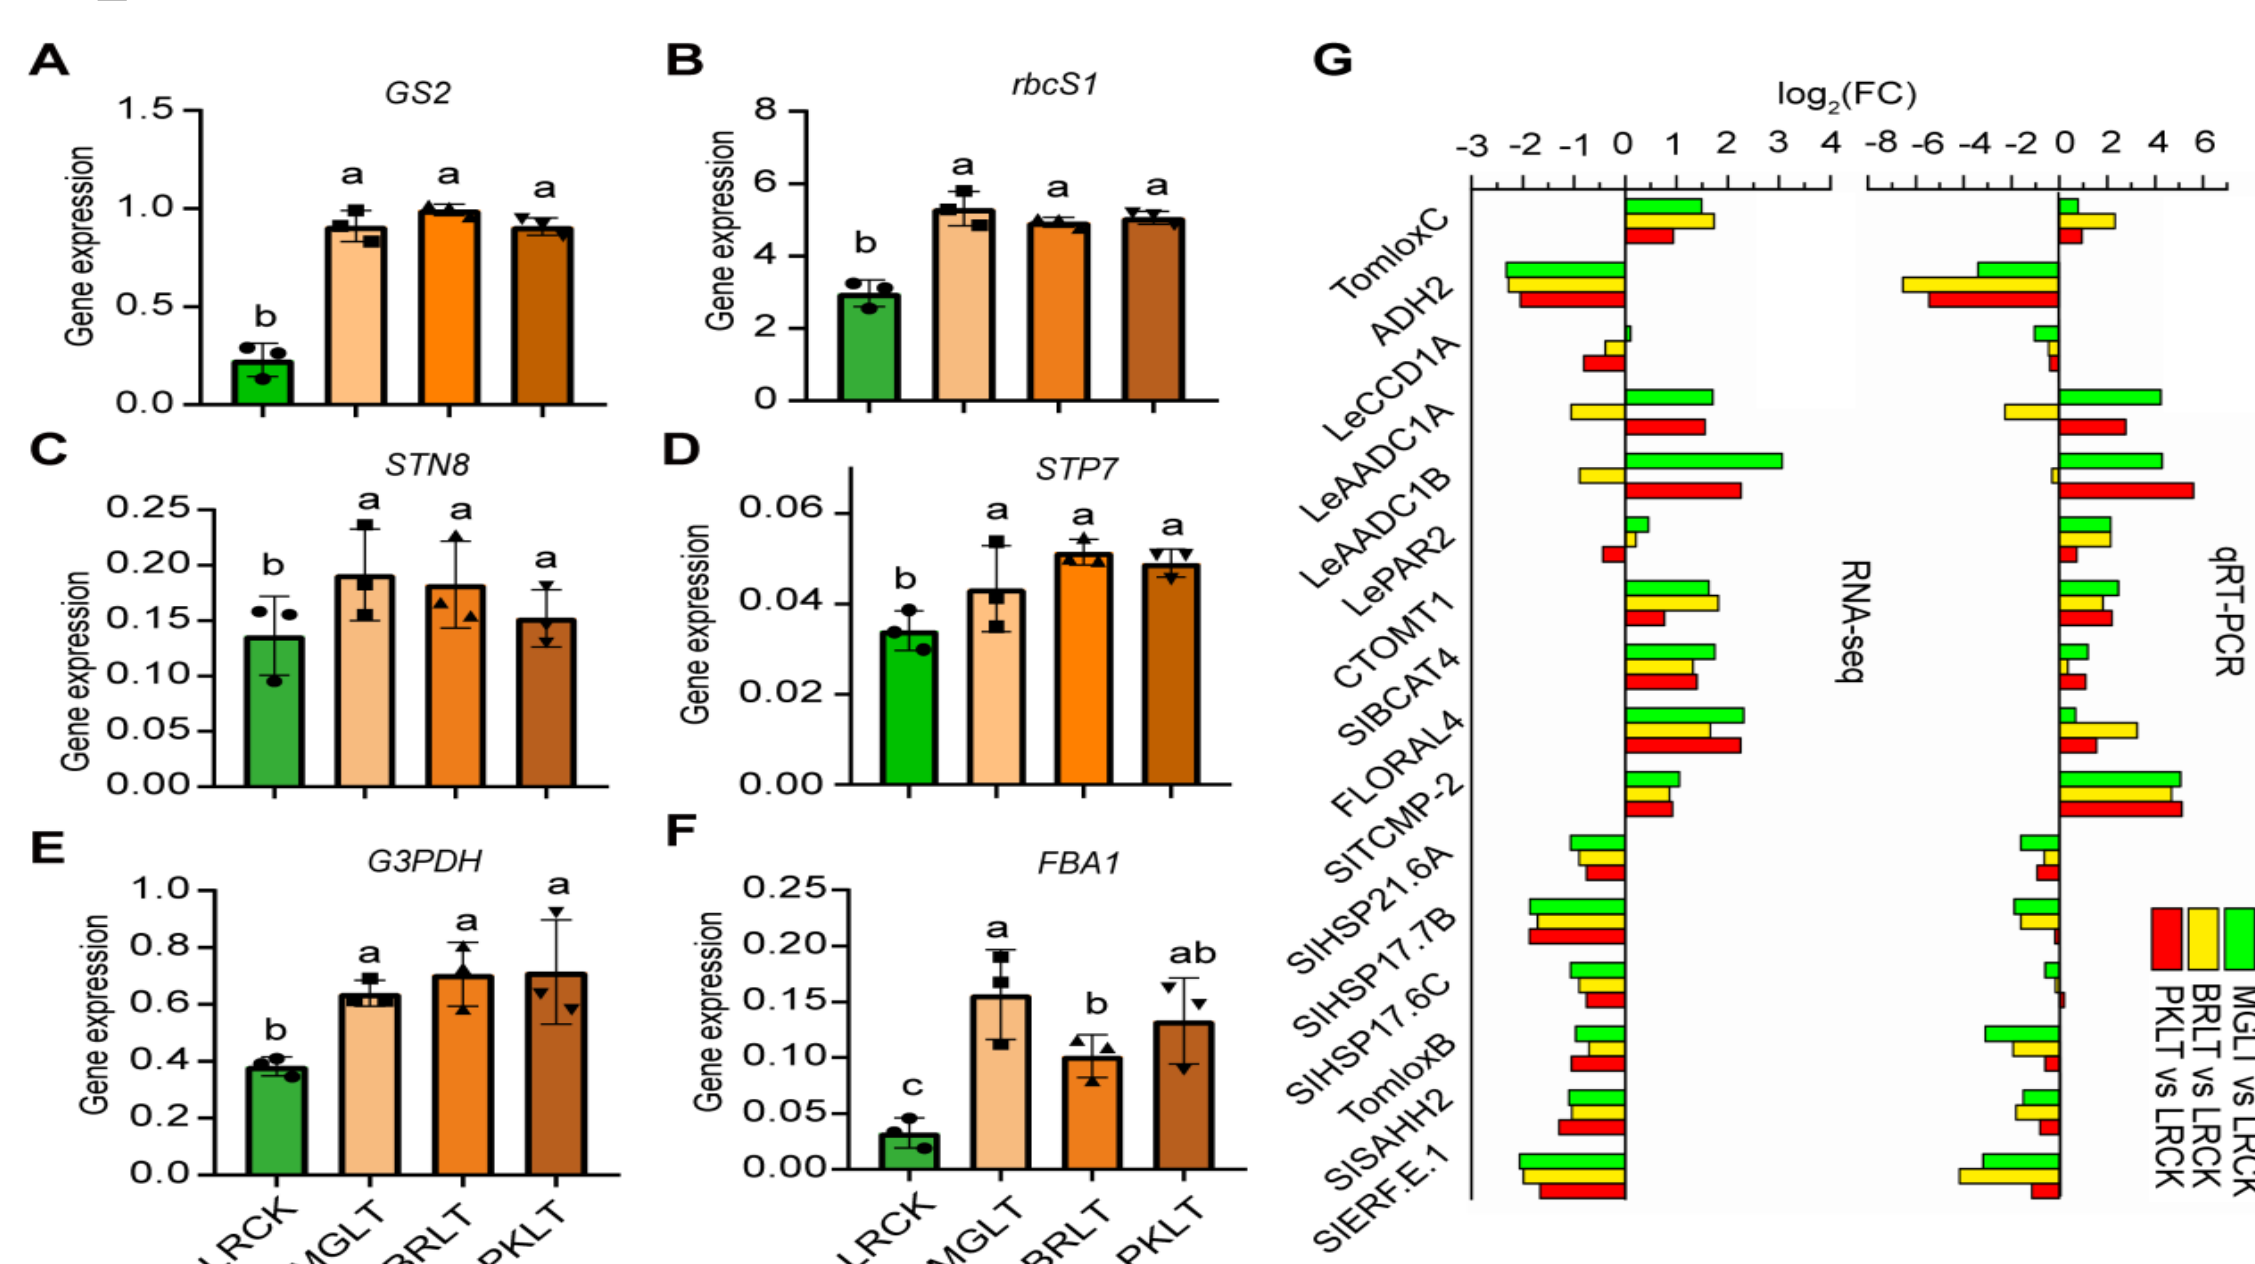 A
GS2
Gene expression
1.5
1.0
0.5
0.0
b
a
a
a
B
rbcS1
Gene expression
8
6
4
2
0
b
a
a
a
C
STN8
Gene expression
0.25
0.20
0.15
0.10
0.05
0.00
b
a
a
a
D
STP7
Gene expression
0.06
0.04
0.02
0.00
b
a
a
a
E
G3PDH
Gene expression
1.0
0.8
0.6
0.4
0.2
0.0
b
a
a
a
LRCK
MGLT
BRLT
PKLT
F
FBA1
Gene expression
0.25
0.20
0.15
0.10
0.05
0.00
c
a
b
ab
LRCK
MGLT
BRLT
PKLT
G
log2(FC)
-3 -2 -1 0 1 2 3 4
-8 -6 -4 -2 0 2 4 6
TomloxC
ADH2
LeCCD1A
LeAADC1A
LeAADC1B
LePAR2
CTOMT1
SlBCAT4
FLORAL4
SlTCMP-2
SlHSP21.6A
SlHSP17.7B
SlHSP17.6C
TomloxB
SlSAHH2
SlERF.E.1
RNA-seq
qRT-PCR
MGLT vs LRCK
BRLT vs LRCK
PKLT vs LRCK